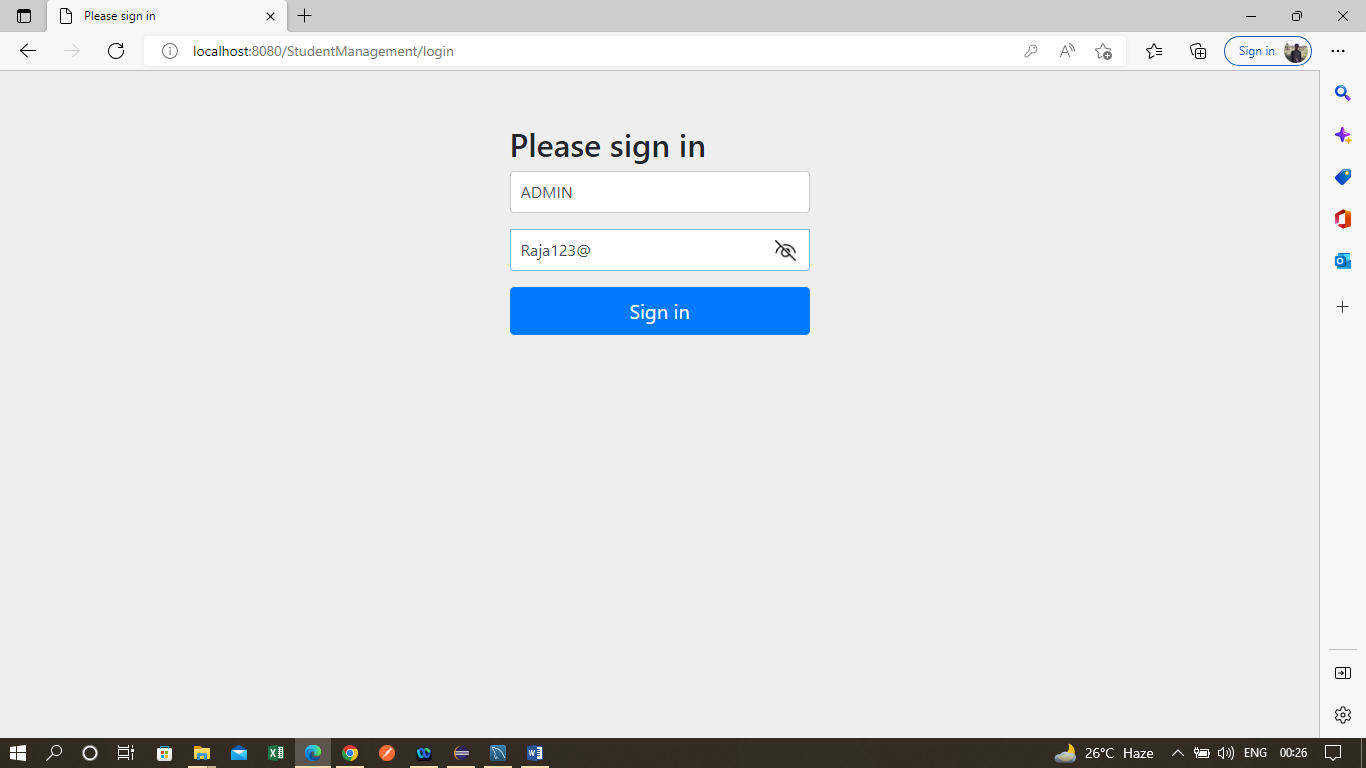 Please sign in
localhost:8080/StudentManagement/login
Sign in
Please sign in
ADMIN
Raja123@
Sign in
26°C Haze
ENG
00:26